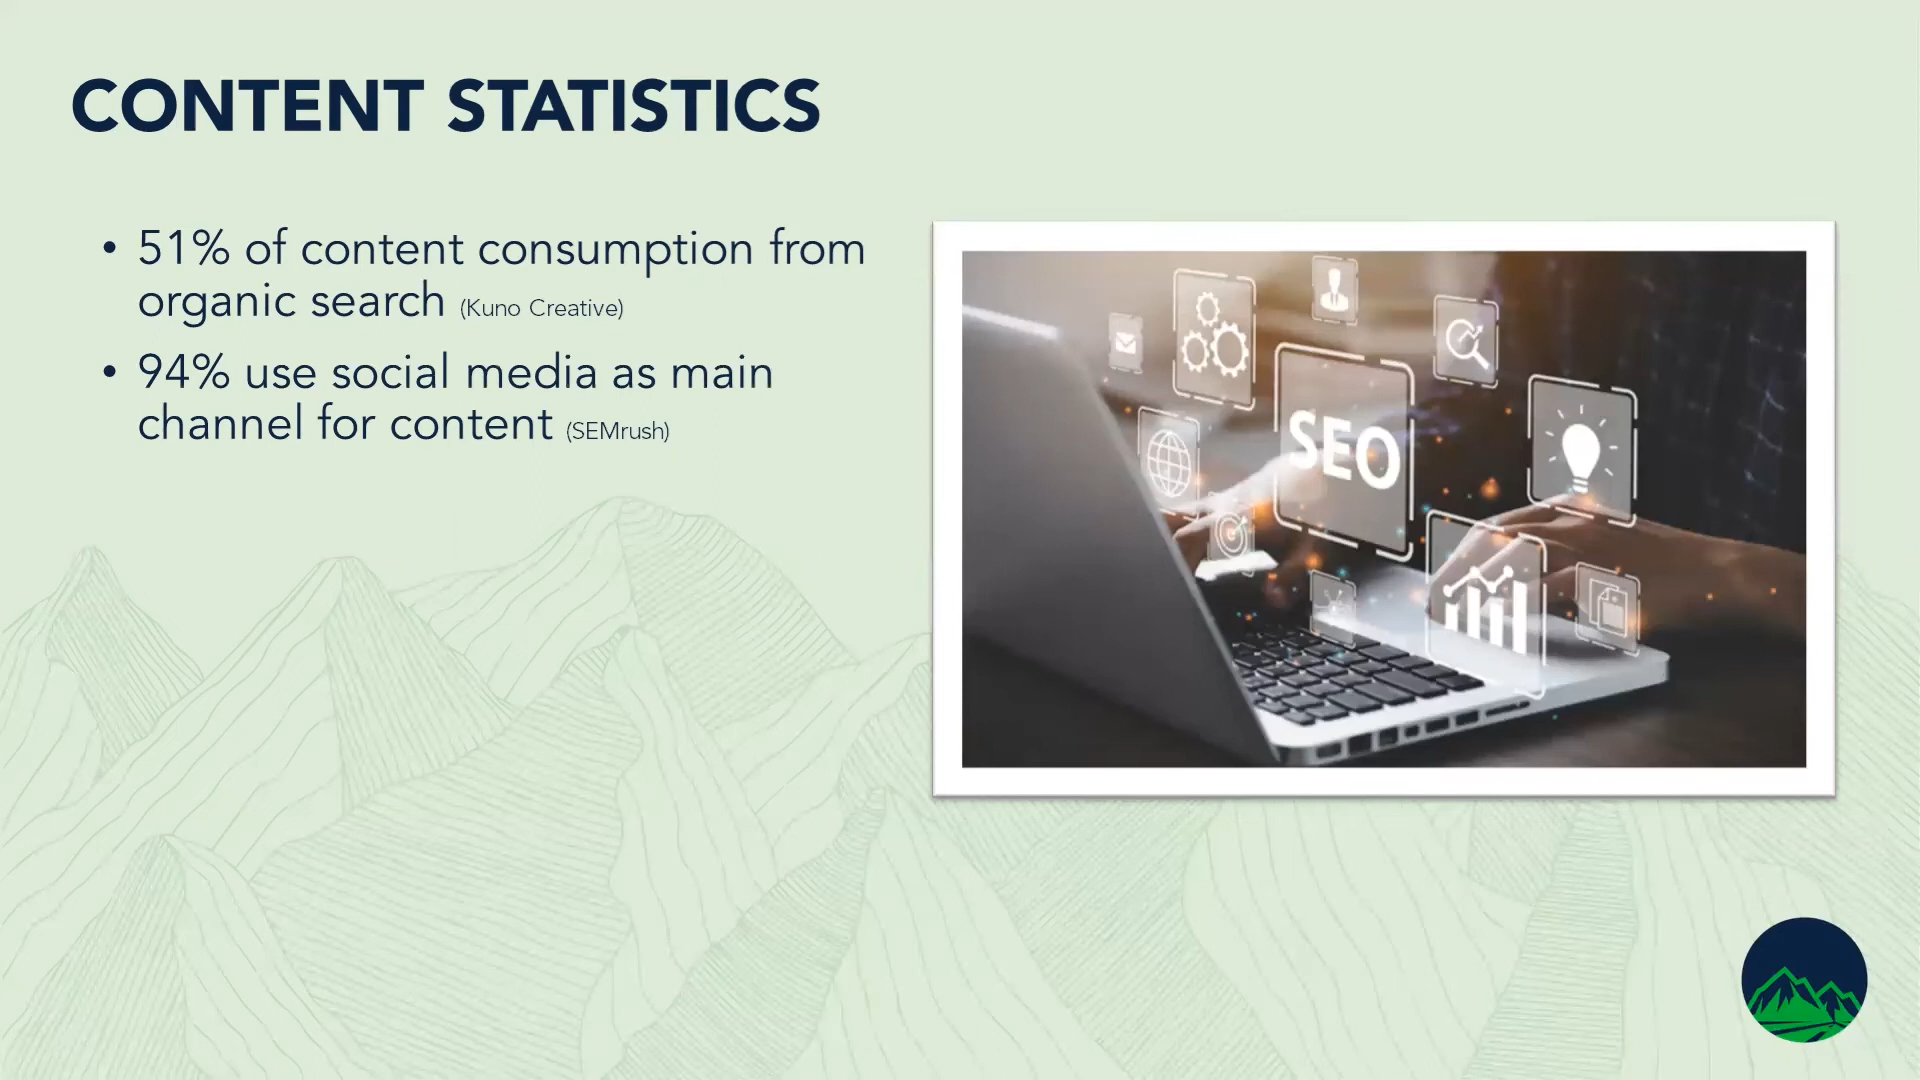 CONTENT STATISTICS
• 51% of content consumption from
organic search (Kuno Creative)
• 94% use social media as main
channel for content (SEMrush)
SEO